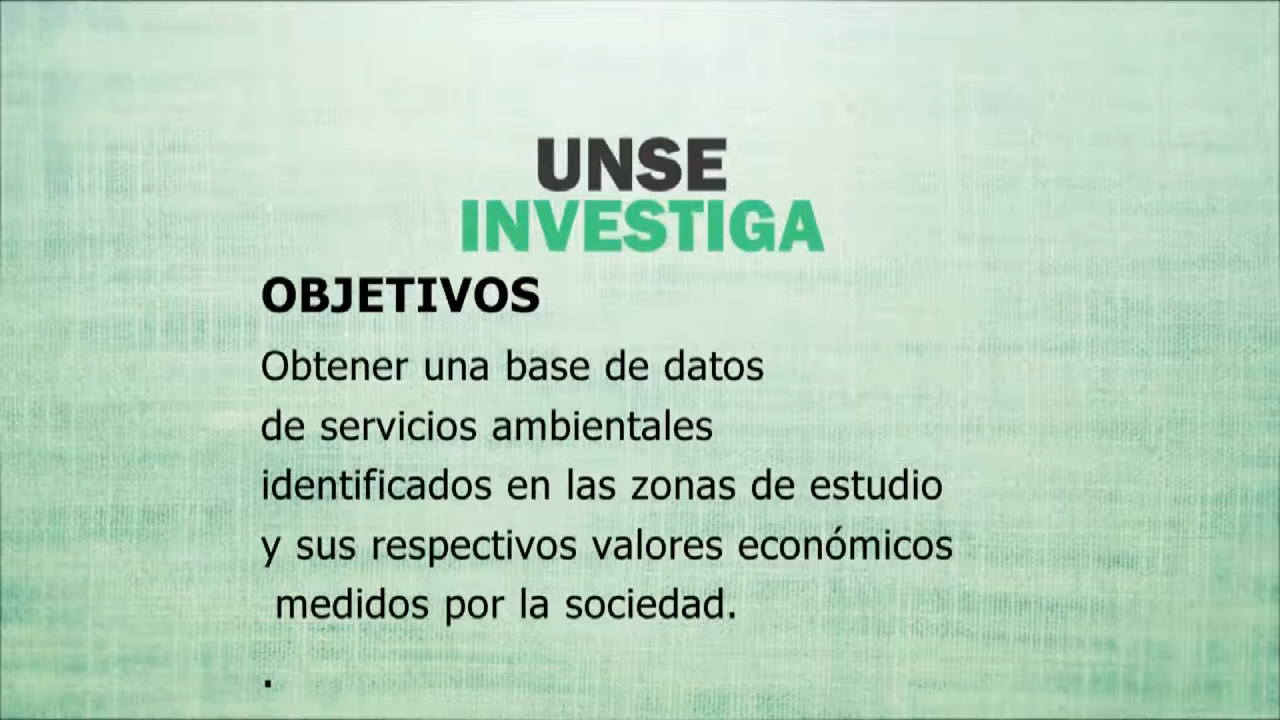 UNSE
INVESTIGA
OBJETIVOS
Obtener una base de datos
de servicios ambientales
identificados en las zonas de estudio
y sus respectivos valores económicos
medidos por la sociedad.
.